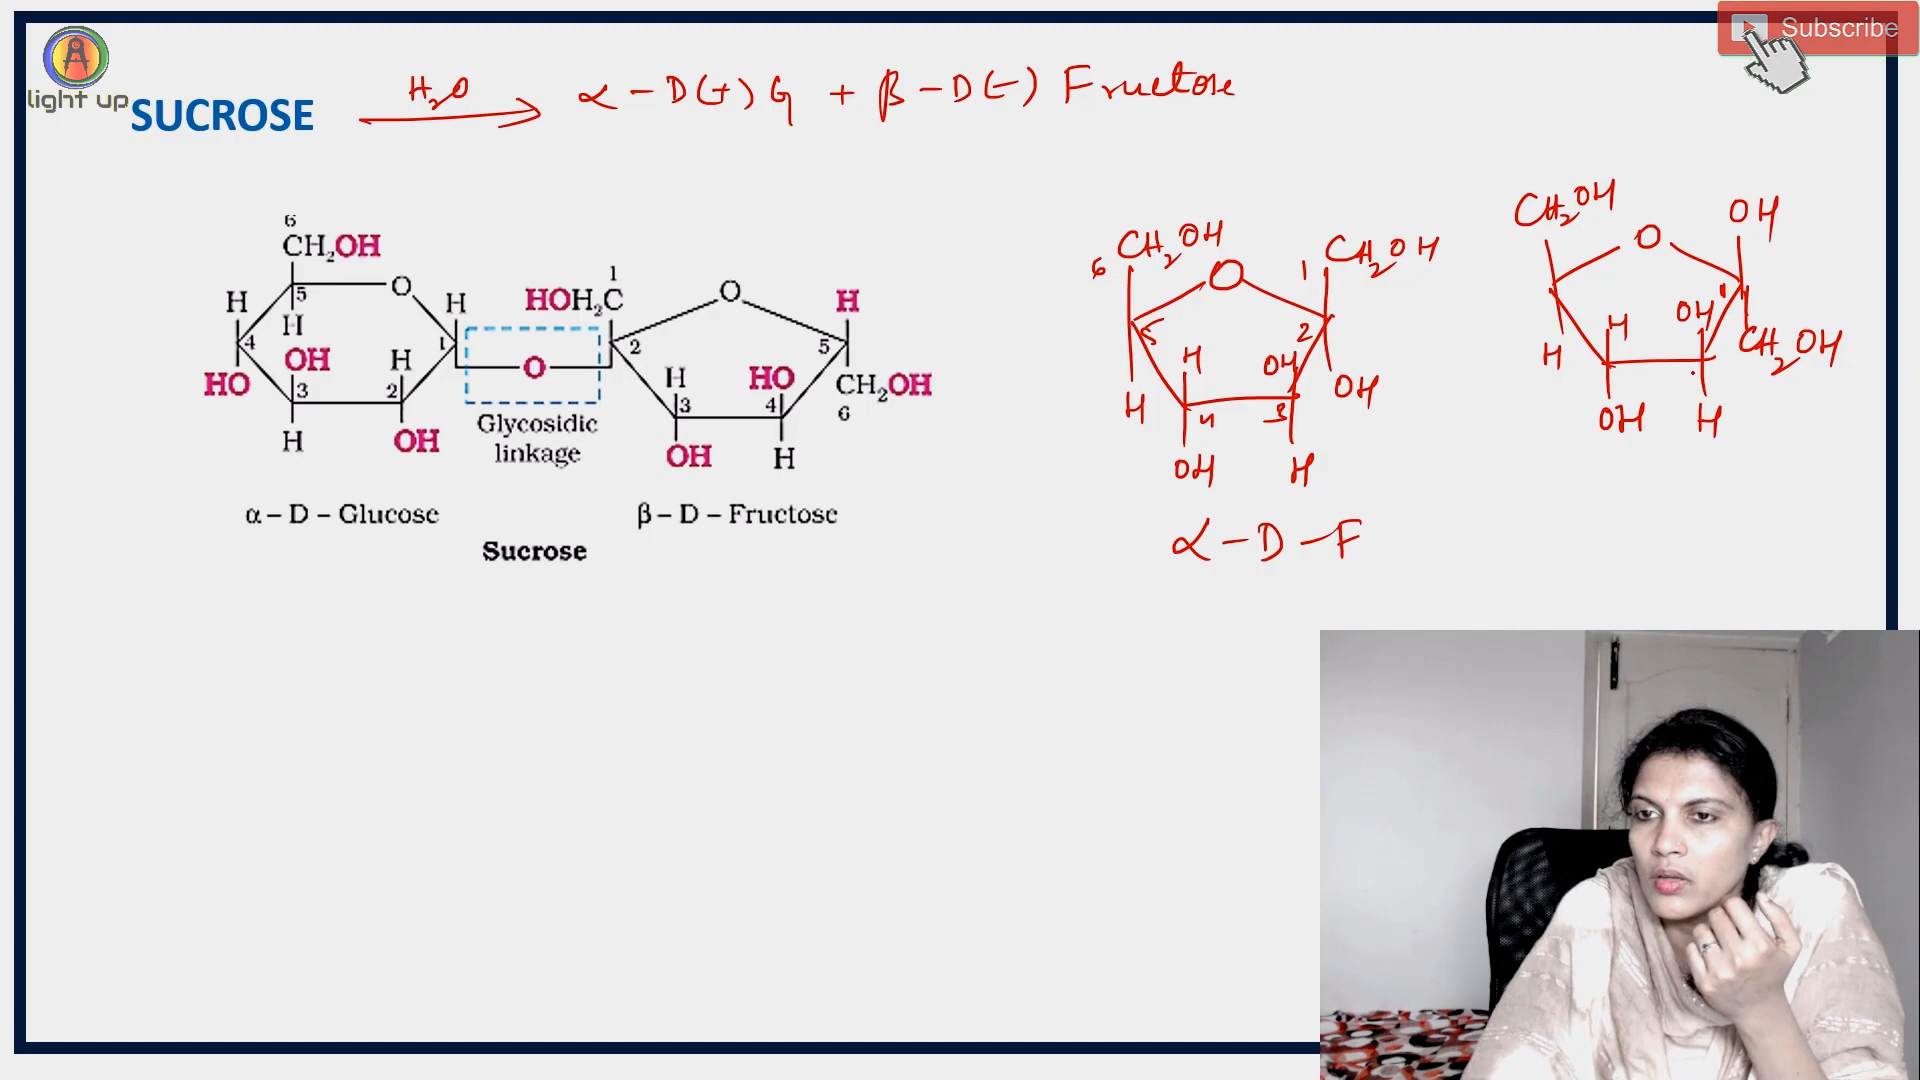 Subscribe
light up
SUCROSE H₂O α – D(+) G + β – D(–) Fructose
6
CH₂OH
5
O
H
H
H
4
OH
H
1
HO
3
2
H
OH
O
Glycosidic
linkage
1
HOH₂C
O
H
2
5
H
HO
CH₂OH
3
4
6
OH
H
α – D – Glucose
β – D – Fructose
Sucrose
6 CH₂OH
O
1 CH₂OH
5
2
H
OH
H
OH
4
3
OH
H
α – D – F
CH₂OH
O
OH
H
OH
H
CH₂OH
OH
H